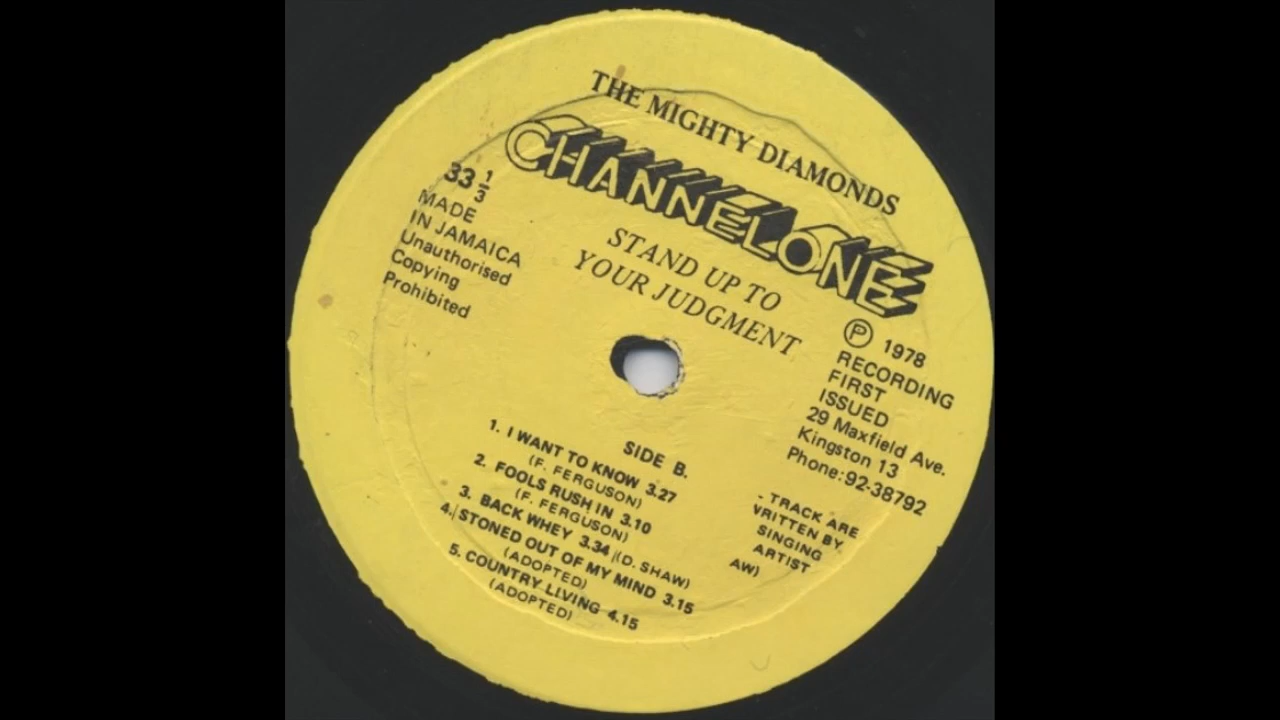 THE MIGHTY DIAMONDS
CHANNEL ONE
33 1/3
MADE
IN JAMAICA
Unauthorised
Copying
Prohibited
STAND UP TO
YOUR JUDGMENT
Ⓟ 1978
RECORDING
FIRST
ISSUED
29 Maxfield Ave.
Kingston 13
Phone:92-38792
SIDE B.
1. I WANT TO KNOW 3.27
(F. FERGUSON)
2. FOOLS RUSH IN 3.10
(F. FERGUSON)
3. BACK WHEY 3.34 (D. SHAW)
4. STONED OUT OF MY MIND 3.15
(ADOPTED)
5. COUNTRY LIVING 4.15
(ADOPTED)
- TRACK ARE
WRITTEN BY
SINGING
ARTIST
AW)